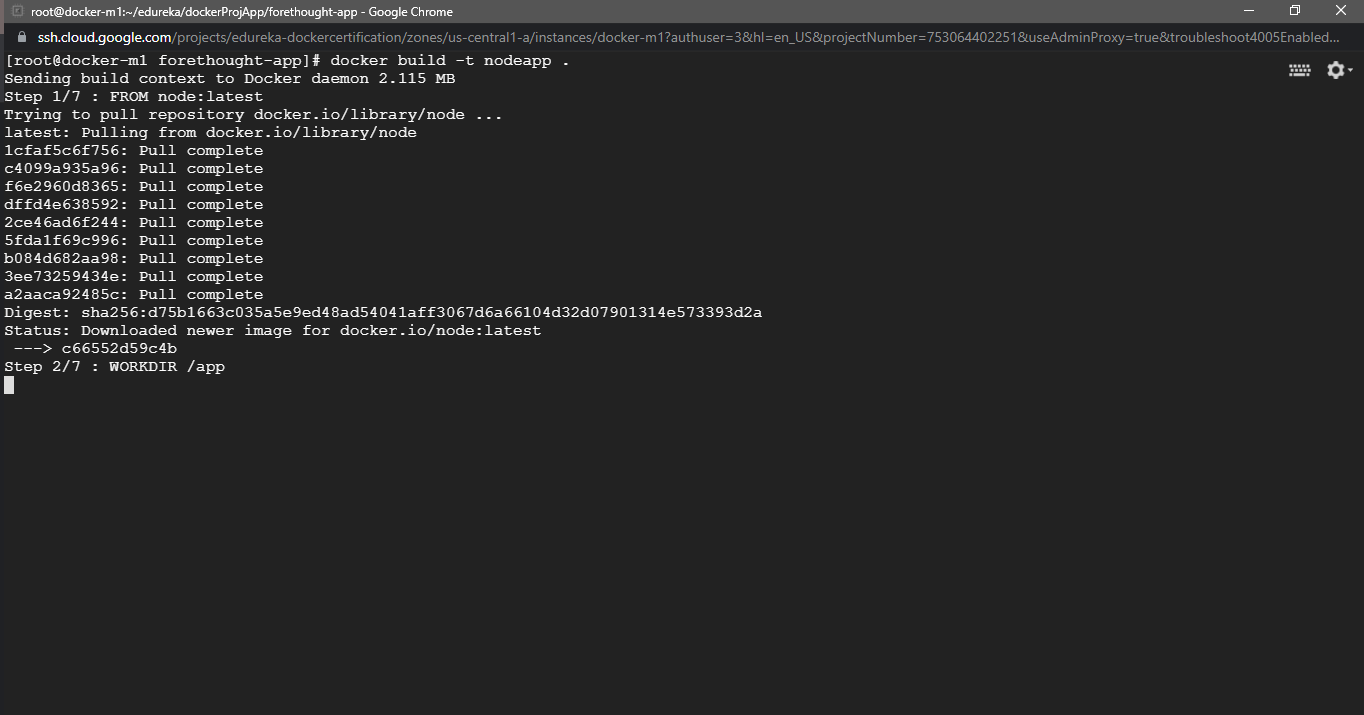 root@docker-m1:~/edureka/dockerProjApp/forethought-app - Google Chrome
ssh.cloud.google.com/projects/edureka-dockercertification/zones/us-central1-a/instances/docker-m1?authuser=3&hl=en_US&projectNumber=753064402251&useAdminProxy=true&troubleshoot4005Enabled...
[root@docker-m1 forethought-app]# docker build -t nodeapp .
Sending build context to Docker daemon 2.115 MB
Step 1/7 : FROM node:latest
Trying to pull repository docker.io/library/node ...
latest: Pulling from docker.io/library/node
1cfaf5c6f756: Pull complete
c4099a935a96: Pull complete
f6e2960d8365: Pull complete
dffd4e638592: Pull complete
2ce46ad6f244: Pull complete
5fda1f69c996: Pull complete
b084d682aa98: Pull complete
3ee73259434e: Pull complete
a2aaca92485c: Pull complete
Digest: sha256:d75b1663c035a5e9ed48ad54041aff3067d6a66104d32d07901314e573393d2a
Status: Downloaded newer image for docker.io/node:latest
 ---> c66552d59c4b
Step 2/7 : WORKDIR /app